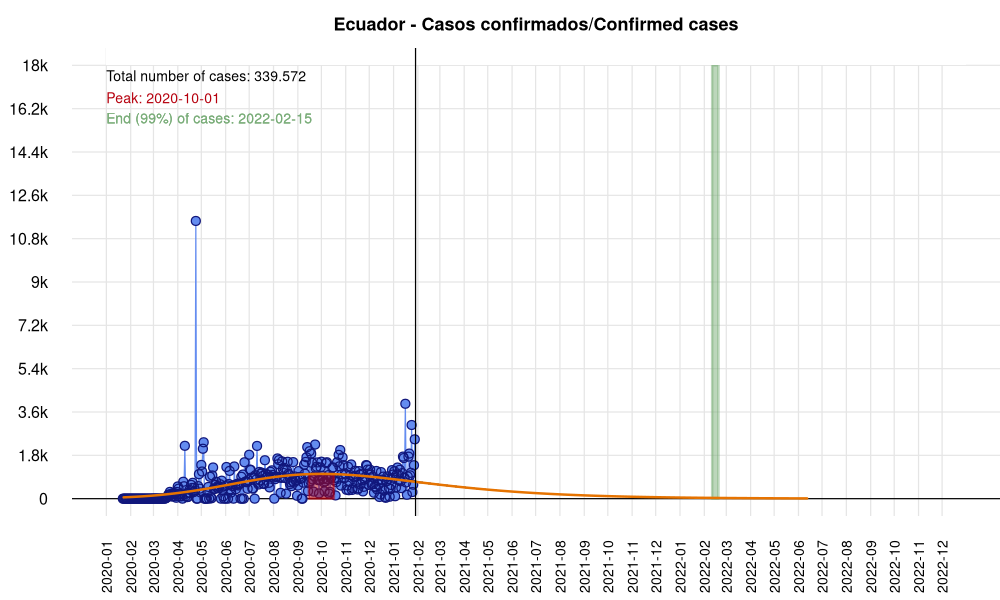 Ecuador - Casos confirmados/Confirmed cases
18k
Total number of cases: 339.572
Peak: 2020-10-01
16.2k
End (99%) of cases: 2022-02-15
14.4k
12.6k
10.8k
9k
7.2k
5.4k
3.6k
1.8k
0
2020-01
2020-02
2020-03
2020-04
2020-05
2020-06
2020-07
2020-08
2020-09
2020-10
2020-11
2020-12
2021-01
2021-02
2021-03
2021-04
2021-05
2021-06
2021-07
2021-08
2021-09
2021-10
2021-11
2021-12
2022-01
2022-02
2022-03
2022-04
2022-05
2022-06
2022-07
2022-08
2022-09
2022-10
2022-11
2022-12